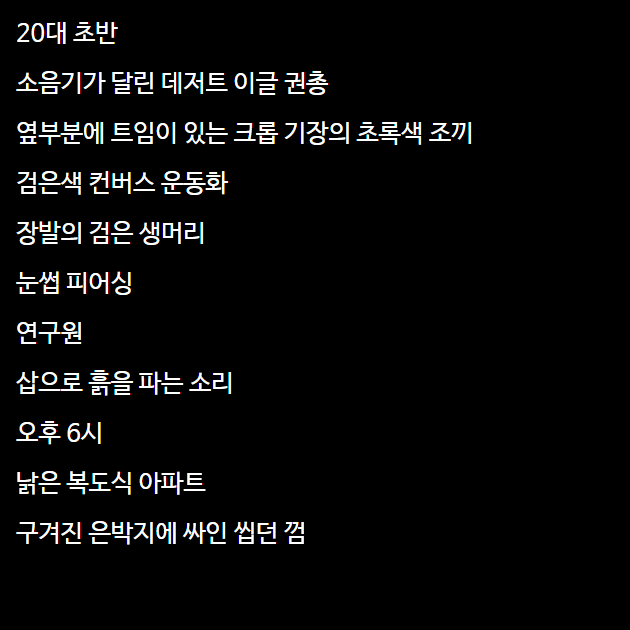 20대 초반
소음기가 달린 데저트 이글 권총
옆부분에 트임이 있는 크롭 기장의 초록색 조끼
검은색 컨버스 운동화
장발의 검은 생머리
눈썹 피어싱
연구원
삽으로 흙을 파는 소리
오후 6시
낡은 복도식 아파트
구겨진 은박지에 싸인 씹던 껌